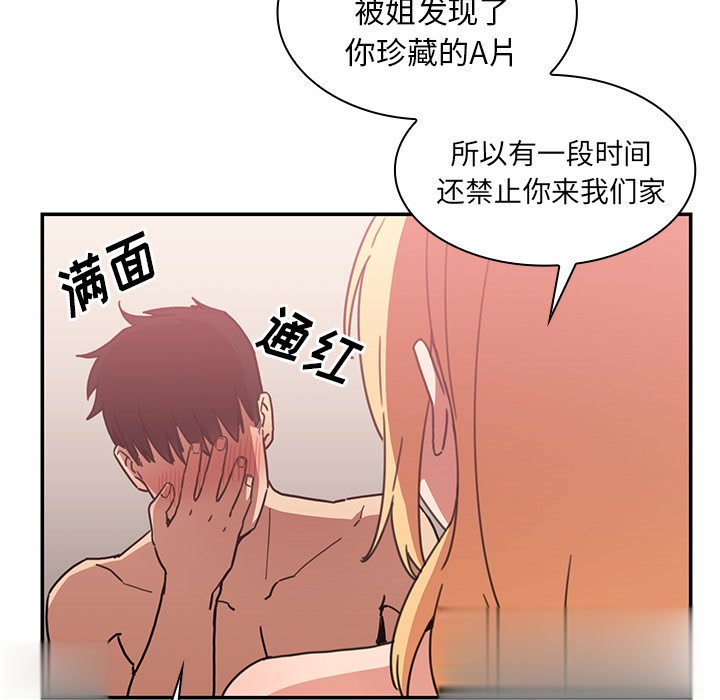 被姐发现了
你珍藏的A片
所以有一段时间
还禁止你来我们家
满面
通红